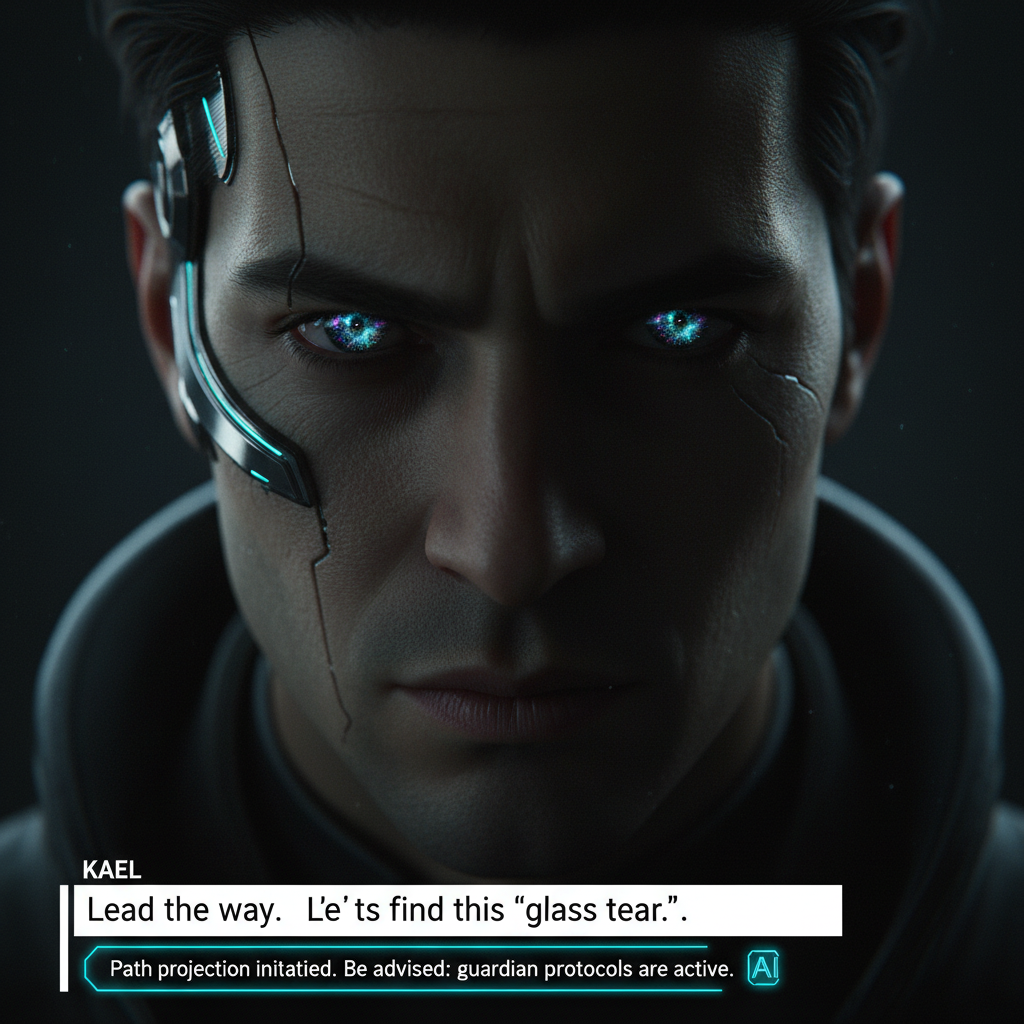 KAEL
Lead the way. L'e' ts find this “glass tear.”.
Path projection initatied. Be advised: guardian protocols are active. AI